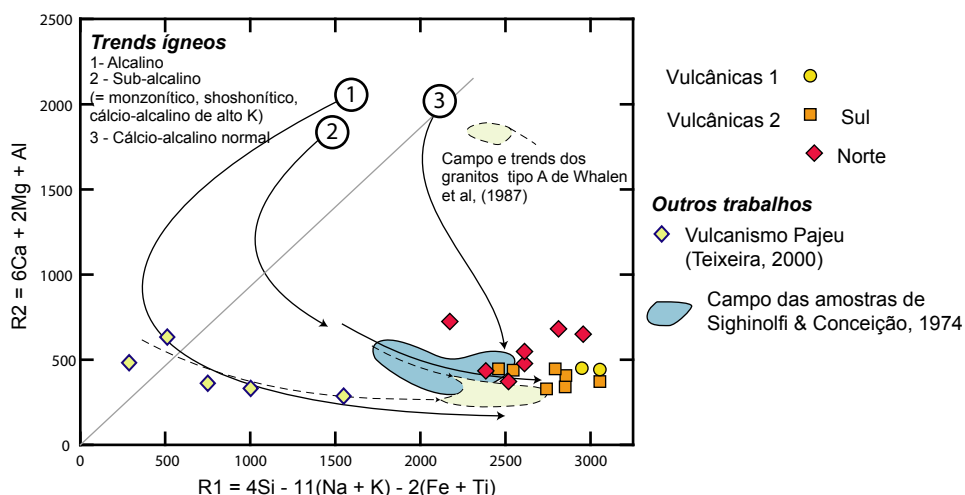 2500
2000
1500
1000
500
0
R2 = 6Ca + 2Mg + Al
Trends ígneos
1- Alcalino
2 - Sub-alcalino
(= monzonítico, shoshonítico,
cálcio-alcalino de alto K)
3 - Cálcio-alcalino normal
1
2
3
Campo e trends dos
granitos tipo A de Whalen
et al, (1987)
0
500
1000
1500
2000
2500
3000
R1 = 4Si - 11(Na + K) - 2(Fe + Ti)
Vulcânicas 1
Vulcânicas 2
Sul
Norte
Outros trabalhos
Vulcanismo Pajeu
(Teixeira, 2000)
Campo das amostras de
Sighinolfi & Conceição, 1974